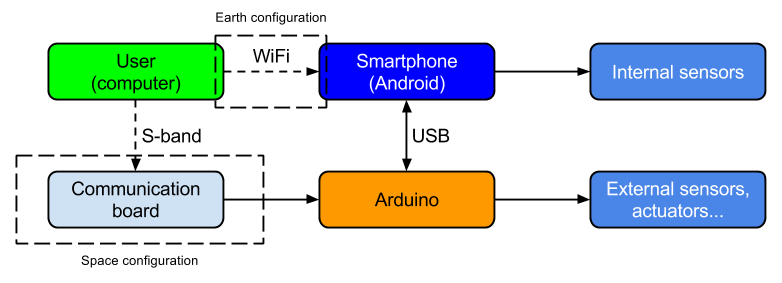 Earth configuration
User
(computer)
WiFi
Smartphone
(Android)
Internal sensors
S-band
USB
Communication
board
Arduino
External sensors,
actuators...
Space configuration